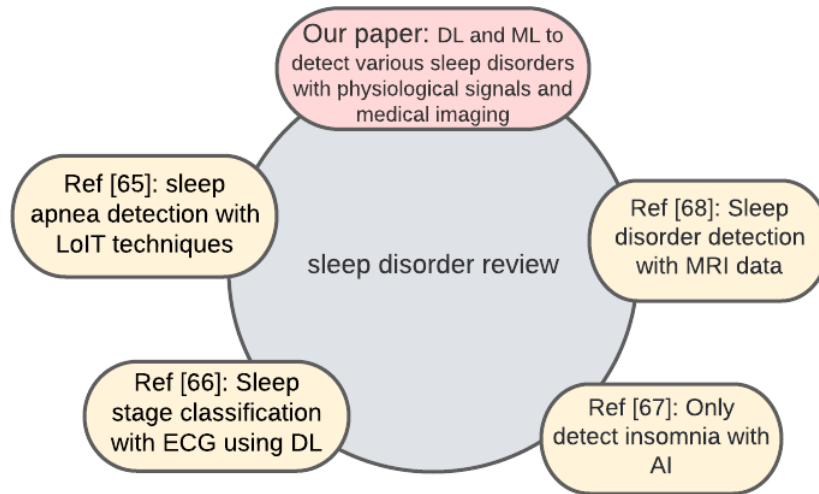 Our paper: DL and ML to
detect various sleep disorders
with physiological signals and
medical imaging
Ref [65]: sleep
apnea detection with
LoIT techniques
Ref [68]: Sleep
disorder detection
with MRI data
sleep disorder review
Ref [66]: Sleep
stage classification
with ECG using DL
Ref [67]: Only
detect insomnia with
AI